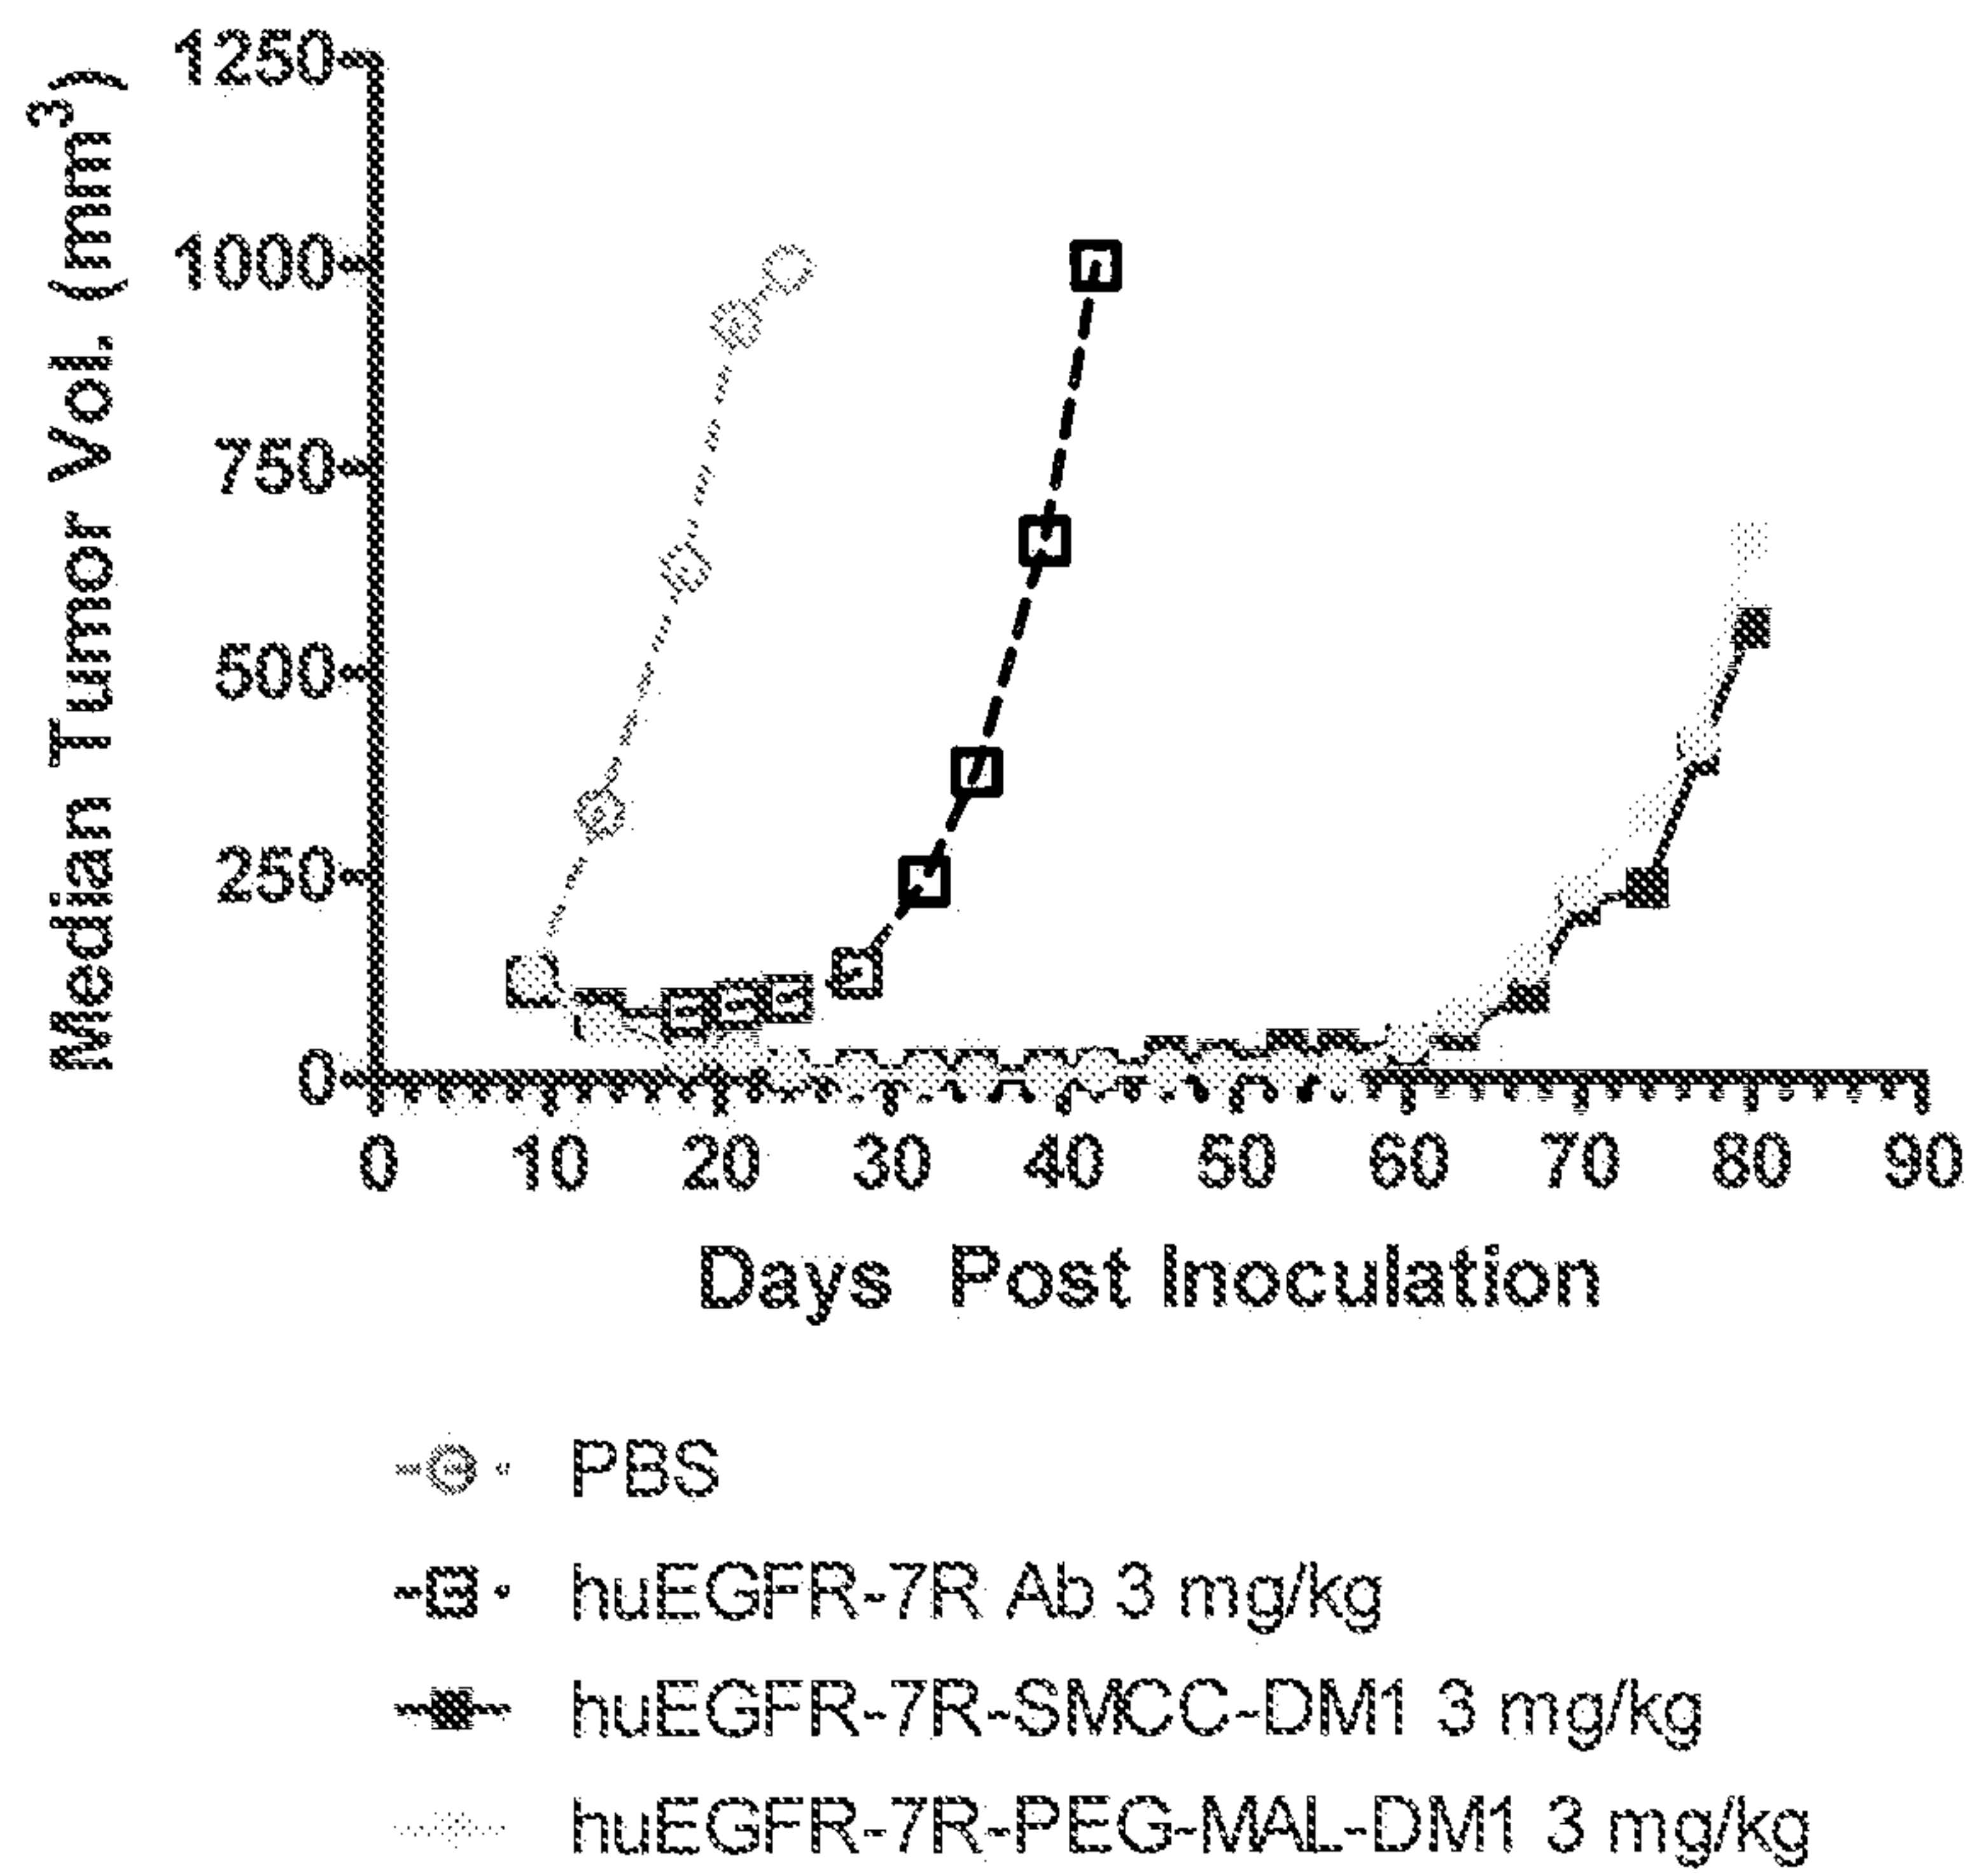 Median Tumor Vol. (mm³)
1250
1000
750
500
250
0
0 10 20 30 40 50 60 70 80 90
Days Post Inoculation
PBS
huEGFR-7R Ab 3 mg/kg
huEGFR-7R-SMCC-DM1 3 mg/kg
huEGFR-7R-PEG-MAL-DM1 3 mg/kg